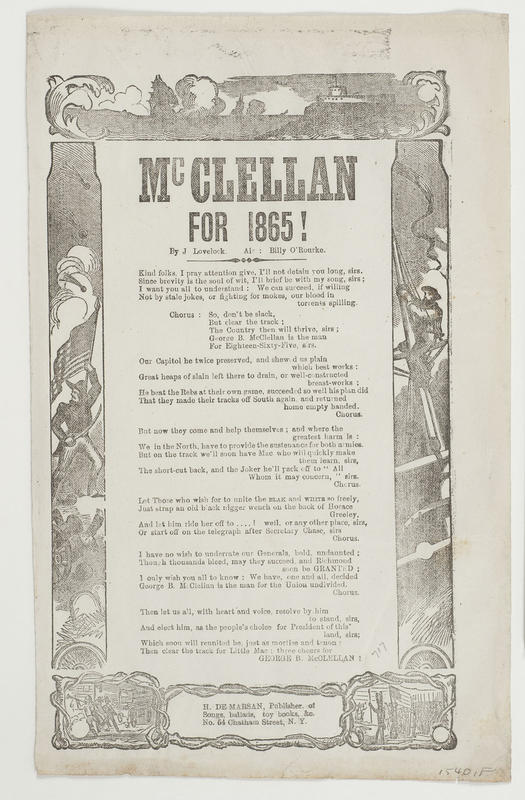 McCLELLAN
FOR 1865!
By J Lovelock. Air : Billy O'Rourke.
Kind folks, I pray attention give, I'll not detain you long, sirs.
Since brevity is the soul of wit, I'll brief be with my song, sirs ;
I want you all to understand : We can succeed, if willing
Not by stale jokes, or fighting for mokes, our blood in
torrents spilling.
Chorus : So, don't be slack,
But clear the track ;
The Country then will thrive, sirs ;
George B. McClellan is the man
For Eighteen-Sixty-Five, sirs.
Our Capitol he twice preserved, and shewed us plain
which best works :
Great heaps of slain left there to drain, or well-constructed
breast-works ;
He beat the Rebs at their own game, succeeded so well his plan did
That they made their tracks off South again, and returned
home empty handed.
Chorus.
But now they come and help themselves ; and where the
greatest harm is :
We in the North, have to provide the sustenance for both armies.
But on the track we'll soon have Mac who will quickly make
them learn, sirs,
The short-cut back, and the Joker he'll pack off to " All
Whom it may concern, " sirs.
Chorus.
Let Those who wish for to unite the BLAK and WHITE so freely,
Just strap an old black nigger wench on the back of Horace
Greeley,
And let him ride her off to . . . . ! well, or any other place, sirs,
Or start off on the telegraph after Secretary Chase, sirs
Chorus.
I have no wish to underrate our Generals, bold, undaunted ;
Though thousands bleed, may they succeed, and Richmond
soon be GRANTED ;
I only wish you all to know : We have, one and all, decided
George B. McClellan is the man for the Union undivided.
Chorus.
Then let us all, with heart and voice, resolve by him
to stand, sirs,
And elect him, as the people's choice for President of this'
land, sirs;
Which soon will reunited be, just as mortise and tenon :
Then clear the track for Little Mac : three cheers for
GEORGE B. McCLELLAN !
717
H. DE MARSAN, Publisher. of
Songs, ballads, toy books, &c.
No. 54 Chatham Street, N. Y.
1540 1F